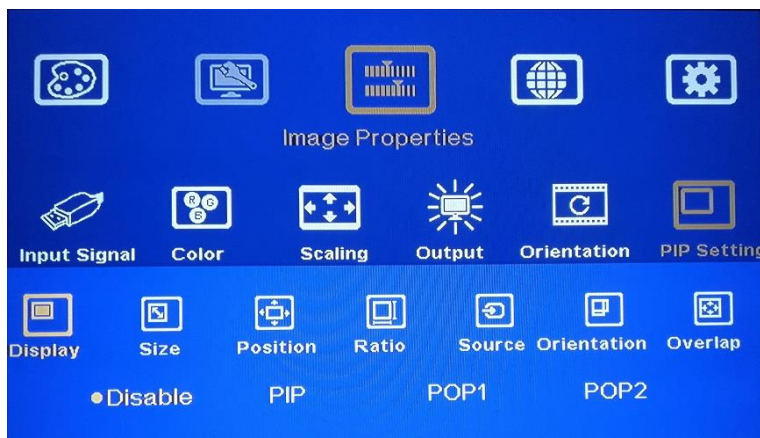 Image Properties
R G
B
Input Signal Color Scaling Output Orientation PIP Setting
Display Size Position Ratio Source Orientation Overlap
Disable PIP POP1 POP2